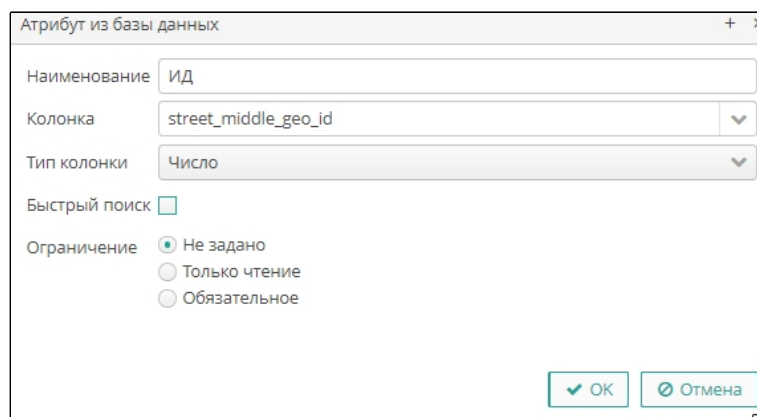 Атрибут из базы данных
Наименование ИД
Колонка street_middle_geo_id
Тип колонки Число
Быстрый поиск
Ограничение Не задано
Только чтение
Обязательное
OK Отмена